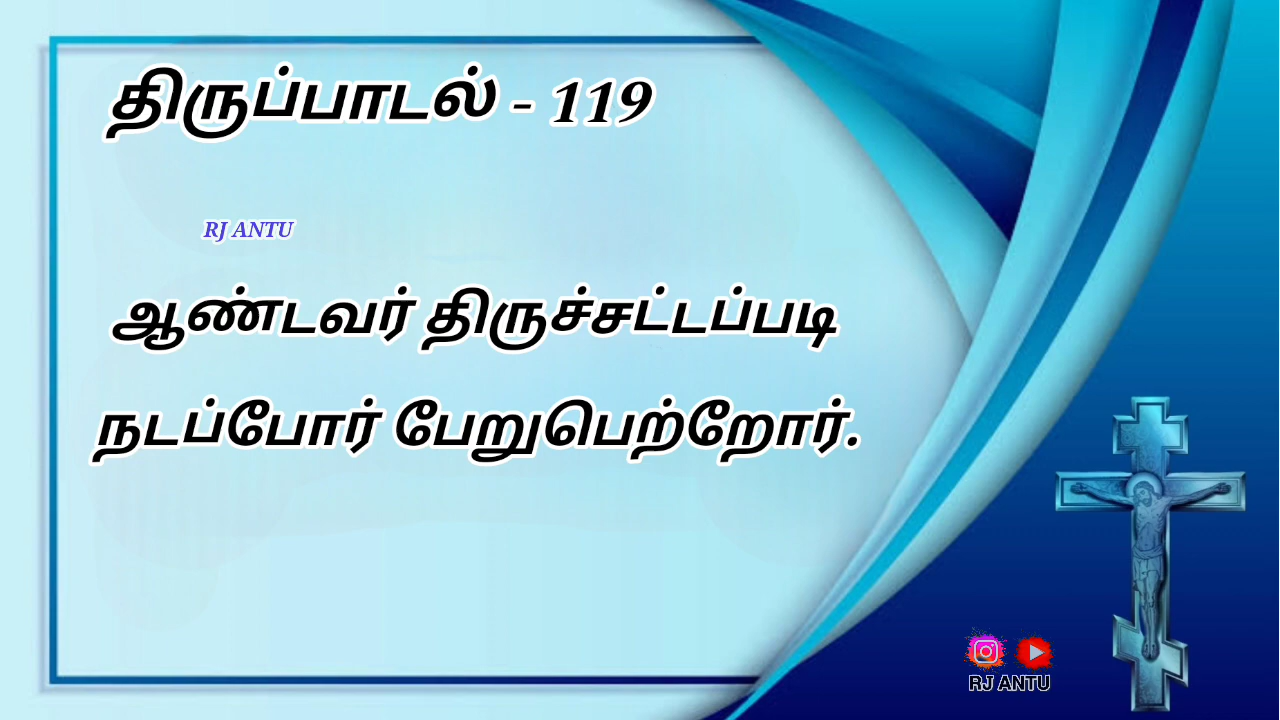 திருப்பாடல் - 119
RJ ANTU
ஆண்டவர் திருச்சட்டப்படி
நடப்போர் பேறுபெற்றோர்.
RJ ANTU